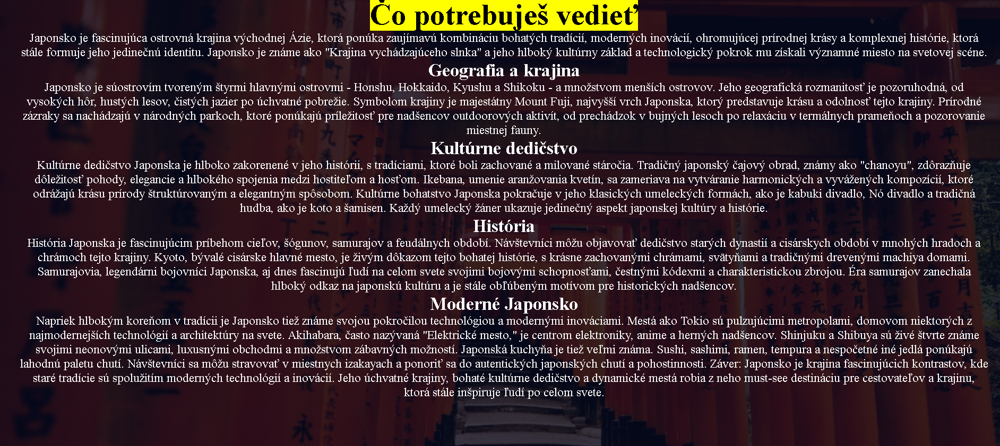 Čo potrebuješ vedieť
Japonsko je fascinujúca ostrovná krajina východnej Ázie, ktorá ponúka zaujímavú kombináciu bohatých tradícií, moderných inovácií, ohromujúcej prírodnej krásy a komplexnej histórie, ktorá
stále formuje jeho jedinečnú identitu. Japonsko je známe ako "Krajina vychádzajúceho slnka" a jeho hlboký kultúrny základ a technologický pokrok mu získali významné miesto na svetovej scéne.
Geografia a krajina
Japonsko je súostrovím tvoreným štyrmi hlavnými ostrovmi - Honshu, Hokkaido, Kyushu a Shikoku - a množstvom menších ostrovov. Jeho geografická rozmanitosť je pozoruhodná, od
vysokých hôr, hustých lesov, čistých jazier po úchvatné pobrežie. Symbolom krajiny je majestátny Mount Fuji, najvyšší vrch Japonska, ktorý predstavuje krásu a odolnosť tejto krajiny. Prírodné
zázraky sa nachádzajú v národných parkoch, ktoré ponúkajú príležitosť pre nadšencov outdoorových aktivít, od prechádzok v bujných lesoch po relaxáciu v termálnych prameňoch a pozorovanie
miestnej fauny.
Kultúrne dedičstvo
Kultúrne dedičstvo Japonska je hlboko zakorenené v jeho histórii, s tradíciami, ktoré boli zachované a milované stáročia. Tradičný japonský čajový obrad, známy ako "chanoyu", zdôrazňuje
dôležitosť pohody, elegancie a hlbokého spojenia medzi hostiteľom a hosťom. Ikebana, umenie aranžovania kvetín, sa zameriava na vytváranie harmonických a vyvážených kompozícií, ktoré
odrážajú krásu prírody štruktúrovaným a elegantným spôsobom. Kultúrne bohatstvo Japonska pokračuje v jeho klasických umeleckých formách, ako je kabuki divadlo, Nó divadlo a tradičná
hudba, ako je koto a šamisen. Každý umelecký žáner ukazuje jedinečný aspekt japonskej kultúry a histórie.
História
História Japonska je fascinujúcim príbehom cieľov, šógunov, samurajov a feudálnych období. Návštevníci môžu objavovať dedičstvo starých dynastií a cisárskych období v mnohých hradoch a
chrámoch tejto krajiny. Kyoto, bývalé cisárske hlavné mesto, je živým dôkazom tejto bohatej histórie, s krásne zachovanými chrámami, svätyňami a tradičnými drevenými machiya domami.
Samurajovia, legendárni bojovníci Japonska, aj dnes fascinujú ľudí na celom svete svojimi bojovými schopnosťami, čestnými kódexmi a charakteristickou zbrojou. Éra samurajov zanechala
hlboký odkaz na japonskú kultúru a je stále obľúbeným motívom pre historických nadšencov.
Moderné Japonsko
Napriek hlbokým koreňom v tradícii je Japonsko tiež známe svojou pokročilou technológiou a modernými inováciami. Mestá ako Tokio sú pulzujúcimi metropolami, domovom niektorých z
najmodernejších technológií a architektúry na svete. Akihabara, často nazývaná "Elektrické mesto," je centrom elektroniky, anime a herných nadšencov. Shinjuku a Shibuya sú živé štvrte známe
svojimi neonovými ulicami, luxusnými obchodmi a množstvom zábavných možností. Japonská kuchyňa je tiež veľmi známa. Sushi, sashimi, ramen, tempura a nespočetné iné jedlá ponúkajú
lahodnú paletu chutí. Návštevníci sa môžu stravovať v miestnych izakayach a ponoriť sa do autentických japonských chutí a pohostinnosti. Záver: Japonsko je krajina fascinujúcich kontrastov, kde
staré tradície sú spolužitím moderných technológií a inovácií. Jeho úchvatné krajiny, bohaté kultúrne dedičstvo a dynamické mestá robia z neho must-see destináciu pre cestovateľov a krajinu,
ktorá stále inšpiruje ľudí po celom svete.